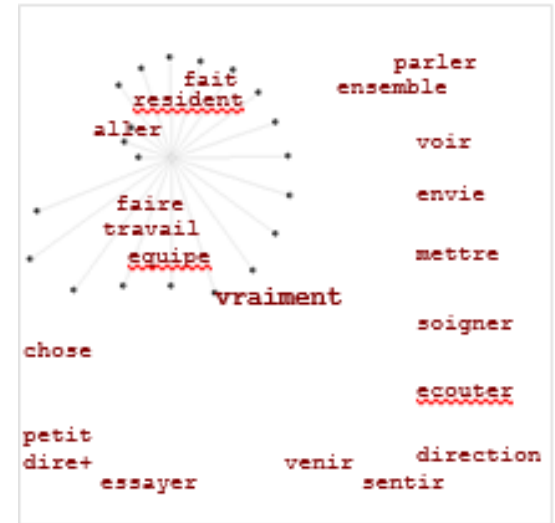 parler
fait
ensemble
resident
aller
voir
envie
faire
travail
mettre
equipe
vraiment
soigner
chose
ecouter
petit
direction
dire+
venir
essayer
sentir